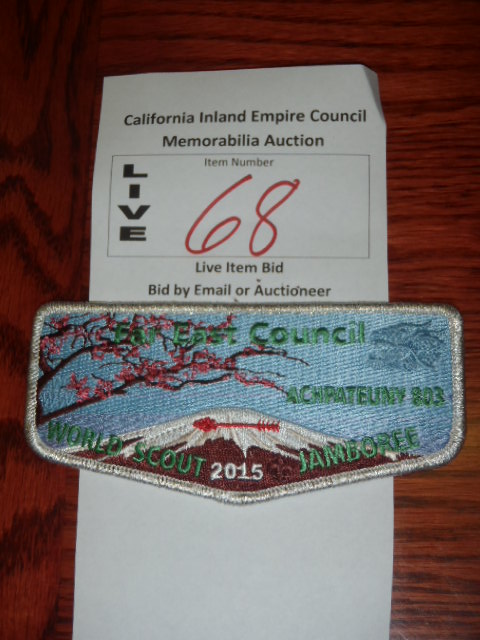 California Inland Empire Council
Memorabilia Auction
Item Number
LIVE
68
Live Item Bid
Bid by Email or Auctioneer
Far East Council
ACHPATEUNY 803
WORLD SCOUT 2015 JAMBOREE